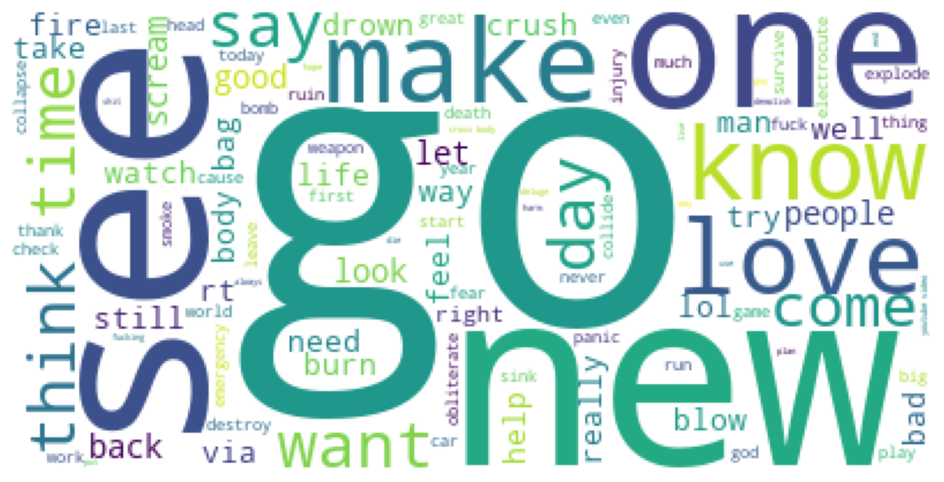 fire
last
head
say
drown
great
crush
even
one
take
today
make
much
explode
collapse
time
see
scream
good
ruin
injury
survive
electrocute
bomb
demolish
go
death
cross body
man
fuck
well
thing
shit
bag
weapon
let
know
watch
cause
life
year
first
way
deluge
harm
day
collide
try
people
love
thank
check
smoke
body
leave
start
feel
die
look
never
think
rt
always
fear
lol
game
come
still
world
right
need
burn
fucking
emergency
obliterate
panic
new
run
plan
sink
big
destroy
back
via
want
car
help
really
blow
god
bad
play
work